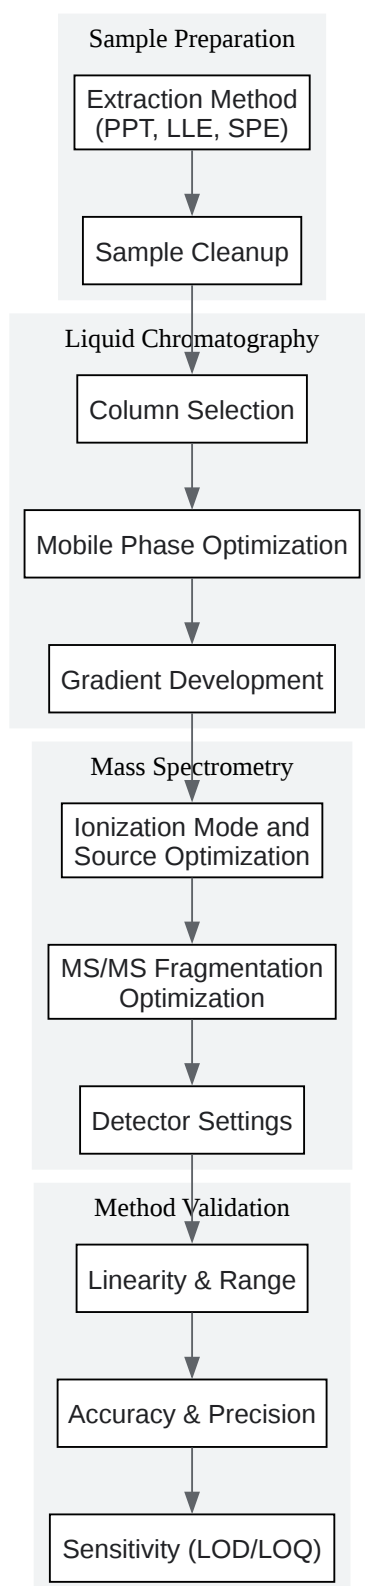 Sample Preparation
Extraction Method
(PPT, LLE, SPE)
Sample Cleanup
Liquid Chromatography
Column Selection
Mobile Phase Optimization
Gradient Development
Mass Spectrometry
Ionization Mode and
Source Optimization
MS/MS Fragmentation
Optimization
Detector Settings
Method Validation
Linearity & Range
Accuracy & Precision
Sensitivity (LOD/LOQ)